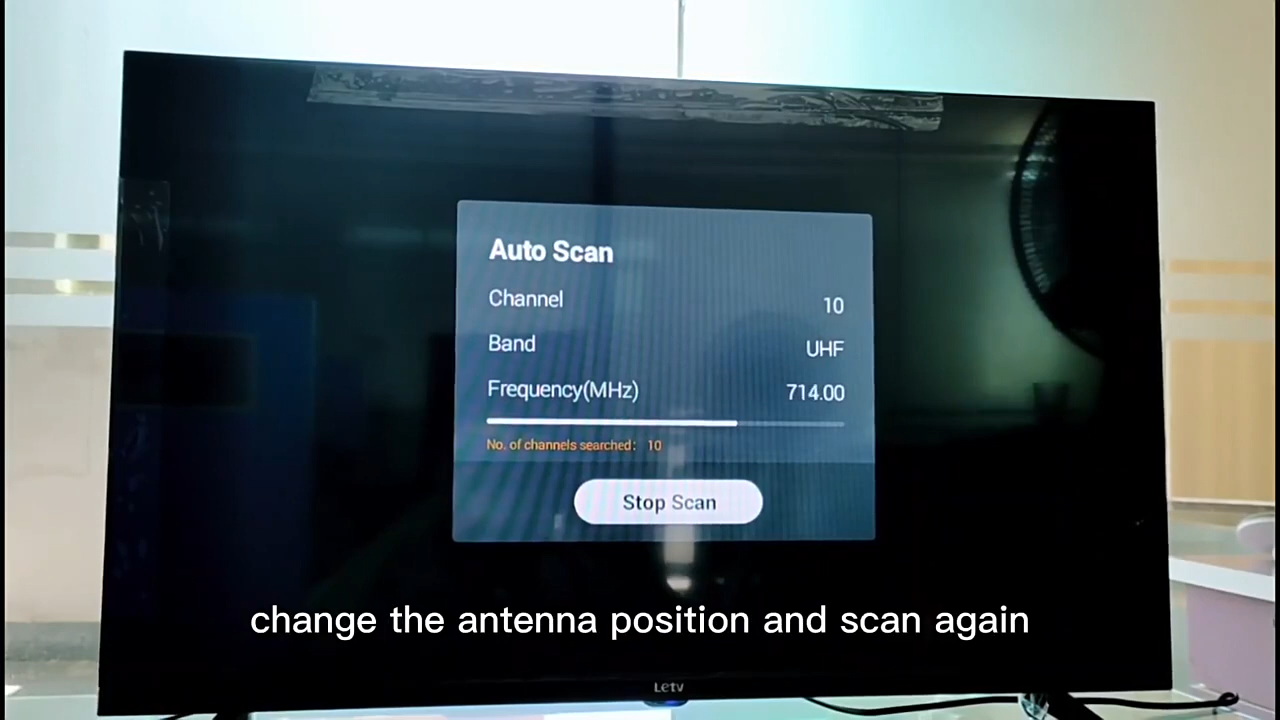 Auto Scan
Channel 10
Band UHF
Frequency(MHz) 714.00
No. of channels searched: 10
Stop Scan
change the antenna position and scan again
Letv